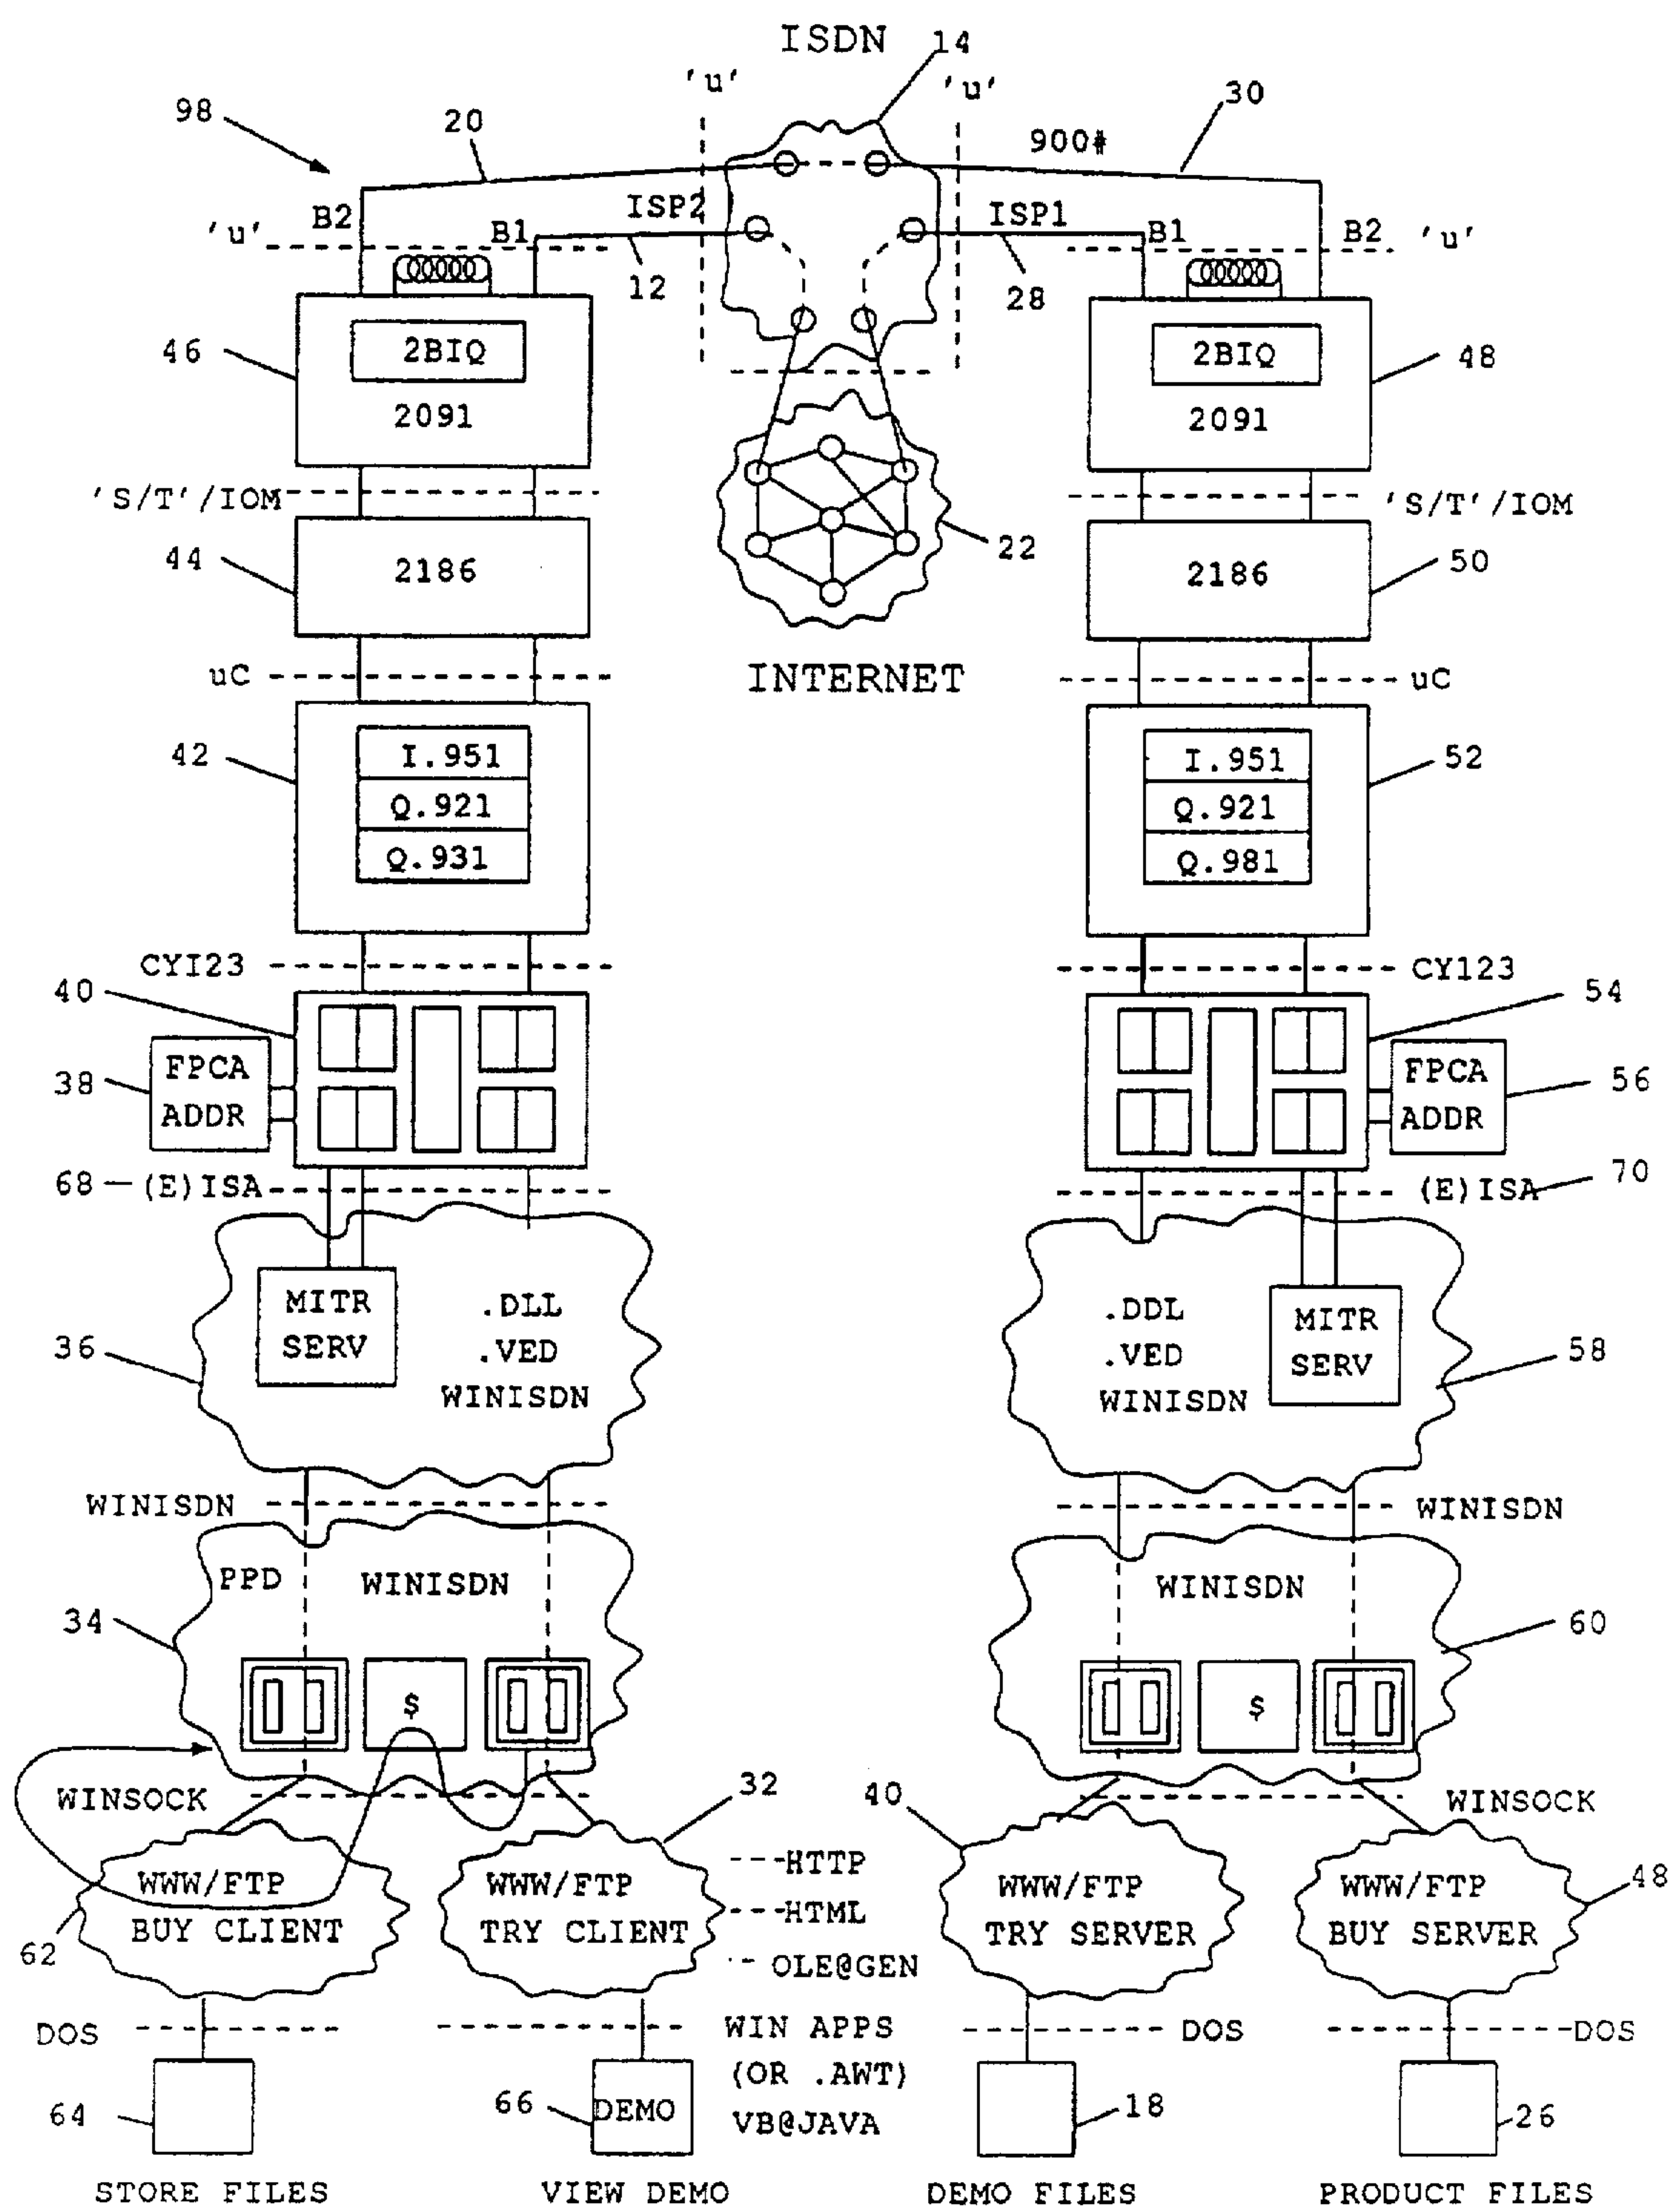 ISDN
14
'u'
'u'
98
20
30
900#
B2
ISP2
ISP1
'u'
B1
B1
B2
'u'
12
28
46
2BIQ
2091
2BIQ
2091
48
'S/T'/IOM
'S/T'/IOM
44
2186
22
2186
50
uC
INTERNET
uC
42
I.951
Q.921
Q.931
I.951
Q.921
Q.981
52
CYI23
CY123
40
54
38
FPCA
ADDR
FPCA
ADDR
56
68
(E)ISA
(E)ISA
70
36
MITR
SERV
.DLL
.VED
WINISDN
.DDL
.VED
WINISDN
MITR
SERV
58
WINISDN
WINISDN
PPD
WINISDN
WINISDN
34
60
$
$
WINSOCK
32
40
WINSOCK
WWW/FTP
BUY CLIENT
62
WWW/FTP
TRY CLIENT
HTTP
HTML
OLE@GEN
WWW/FTP
TRY SERVER
WWW/FTP
BUY SERVER
48
DOS
WIN APPS
(OR .AWT)
VB@JAVA
DOS
DOS
64
66
DEMO
18
26
STORE FILES
VIEW DEMO
DEMO FILES
PRODUCT FILES